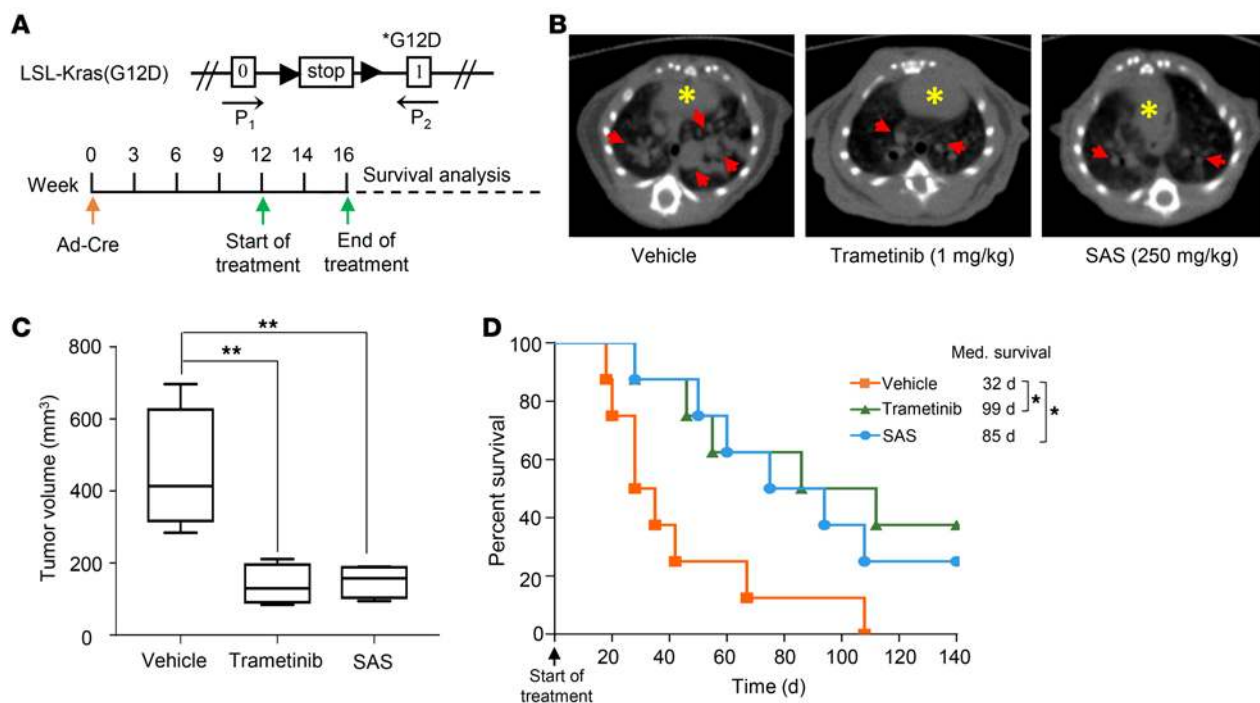 A
*G12D
LSL-Kras(G12D)
0
stop
1
P1
P2
0 3 6 9 12 16
Week
Survival analysis
Ad-Cre
Start of
treatment
End of
treatment
B
*
*
*
Vehicle
Trametinib (1 mg/kg)
SAS (250 mg/kg)
C
**
**
800
600
400
200
0
Tumor volume (mm³)
Vehicle
Trametinib
SAS
D
100
80
60
40
20
0
Percent survival
Med. survival
Vehicle 32 d
Trametinib 99 d
SAS 85 d
*
*
20 40 60 80 100 120 140
Start of
treatment
Time (d)